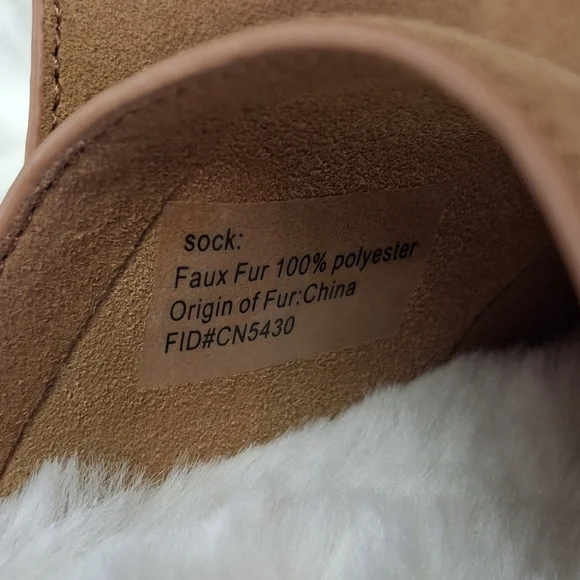 sock:
Faux Fur 100% polyester
Origin of Fur:China
FID#CN5430